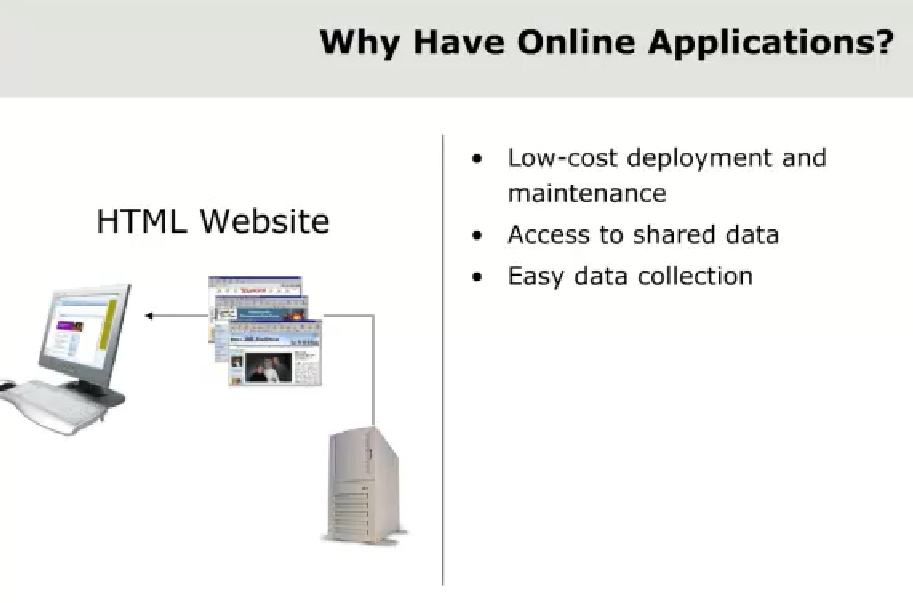 Why Have Online Applications?
HTML Website
• Low-cost deployment and
maintenance
• Access to shared data
• Easy data collection